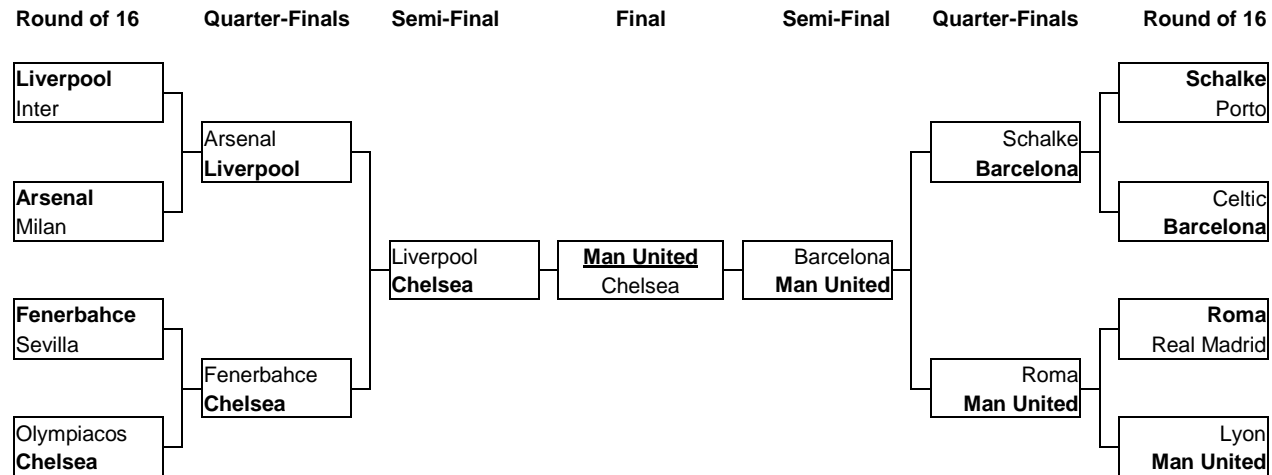 Round of 16 Quarter-Finals Semi-Final Final Semi-Final Quarter-Finals Round of 16
Liverpool
Inter
Arsenal
Milan
Fenerbahce
Sevilla
Olympiacos
Chelsea
Arsenal
Liverpool
Fenerbahce
Chelsea
Liverpool
Chelsea
Man United
Chelsea
Barcelona
Man United
Schalke
Barcelona
Roma
Man United
Schalke
Porto
Celtic
Barcelona
Roma
Real Madrid
Lyon
Man United